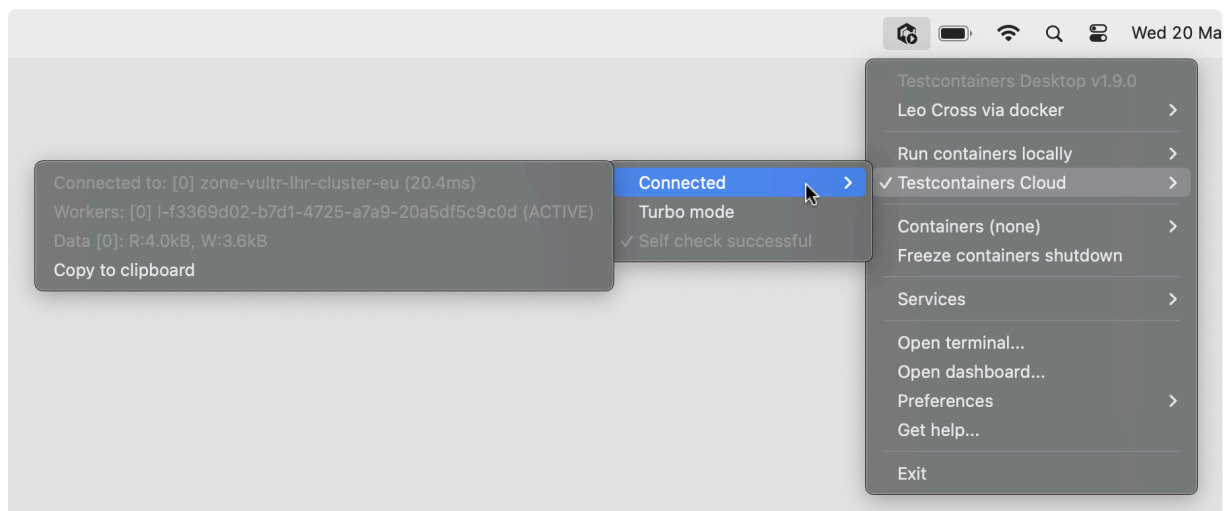 Wed 20 Ma
Testcontainers Desktop v1.9.0
Leo Cross via docker
Run containers locally
Testcontainers Cloud
Containers (none)
Freeze containers shutdown
Services
Open terminal...
Open dashboard...
Preferences
Get help...
Exit
Connected
Turbo mode
Self check successful
Connected to: [0] zone-vultr-lhr-cluster-eu (20.4ms)
Workers: [0] l-f3369d02-b7d1-4725-a7a9-20a5df5c9c0d (ACTIVE)
Data [0]: R:4.0kB, W:3.6kB
Copy to clipboard